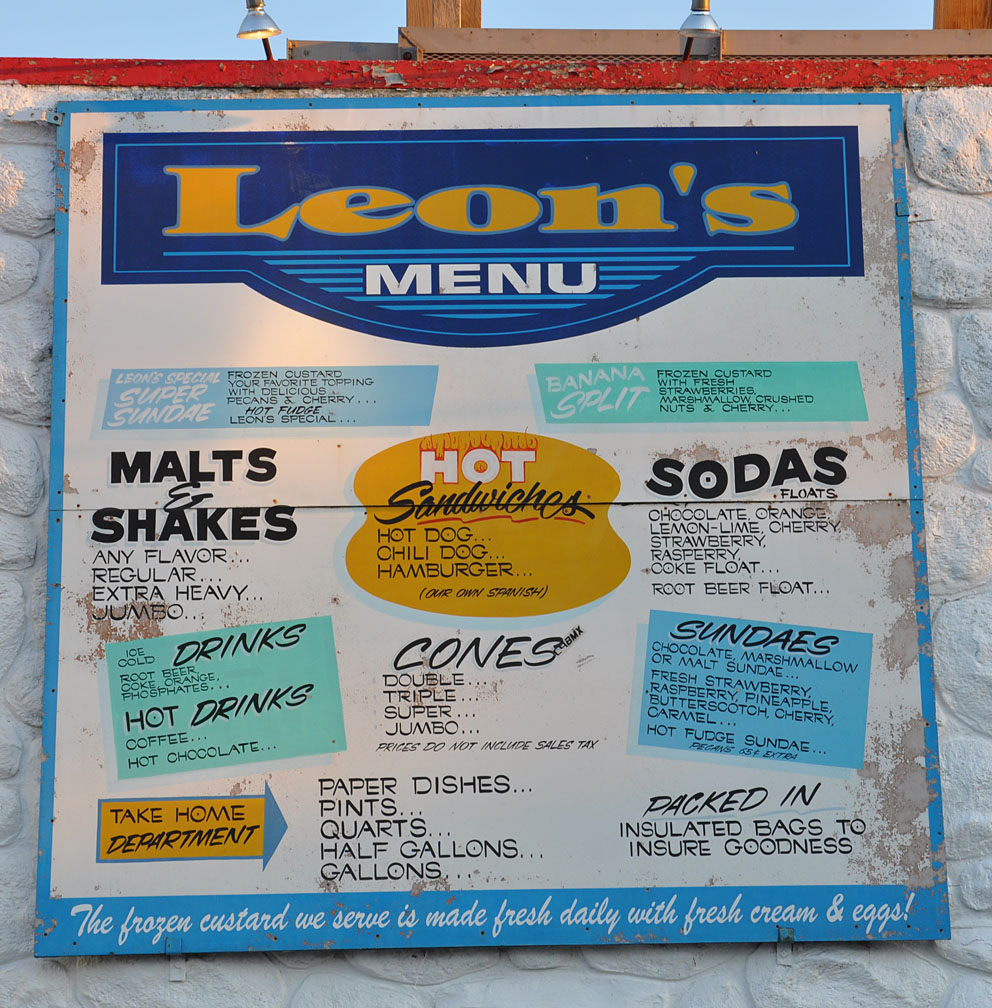 Leon's
MENU
LEON'S SPECIAL
SUPER
SUNDAE
FROZEN CUSTARD
YOUR FAVORITE TOPPING
WITH DELICIOUS
PECANS & CHERRY...
HOT FUDGE
LEON'S SPECIAL...
BANANA
SPLIT
FROZEN CUSTARD
WITH FRESH
STRAWBERRIES,
MARSHMALLOW, CRUSHED
NUTS & CHERRY...
MALTS
&
SHAKES
ANY FLAVOR...
REGULAR...
EXTRA HEAVY...
JUMBO...
HOT
Sandwiches
HOT DOG...
CHILI DOG...
HAMBURGER...
(OUR OWN SPANISH)
SODAS
FLOATS
CHOCOLATE, ORANGE
LEMON-LIME, CHERRY,
STRAWBERRY,
RASPERRY,
COKE FLOAT...
ROOT BEER FLOAT...
ICE
COLD DRINKS
ROOT BEER,
COKE ORANGE,
PHOSPHATES...
HOT DRINKS
COFFEE...
HOT CHOCOLATE...
CONES
DOUBLE...
TRIPLE...
SUPER...
JUMBO...
PRICES DO NOT INCLUDE SALES TAX
SUNDAES
CHOCOLATE, MARSHMALLOW
OR MALT SUNDAE...
FRESH STRAWBERRY,
RASPBERRY, PINEAPPLE,
BUTTERSCOTCH, CHERRY,
CARMEL...
HOT FUDGE SUNDAE...
PECANS 65¢ EXTRA
TAKE HOME
DEPARTMENT
PAPER DISHES...
PINTS...
QUARTS...
HALF GALLONS...
GALLONS...
PACKED IN
INSULATED BAGS TO
INSURE GOODNESS
The frozen custard we serve is made fresh daily with fresh cream & eggs!